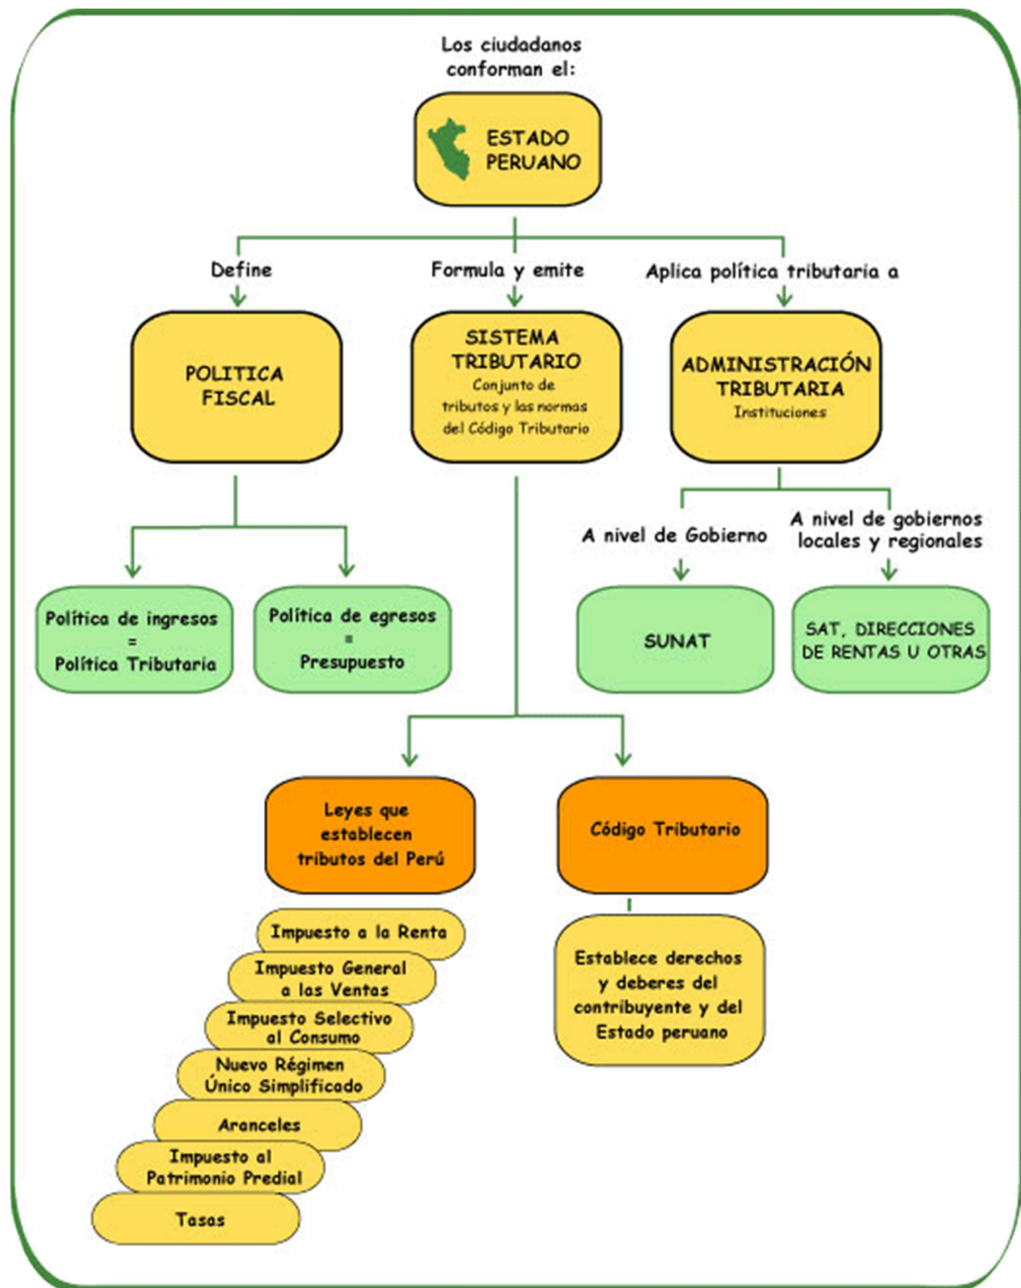 Los ciudadanos
conforman el:
ESTADO
PERUANO
Define
Formula y emite
Aplica política tributaria a
POLITICA
FISCAL
SISTEMA
TRIBUTARIO
Conjunto de
tributos y las normas
del Código Tributario
ADMINISTRACIÓN
TRIBUTARIA
Instituciones
A nivel de Gobierno
A nivel de gobiernos
locales y regionales
Política de ingresos
=
Política Tributaria
Política de egresos
=
Presupuesto
SUNAT
SAT, DIRECCIONES
DE RENTAS U OTRAS
Leyes que
establecen
tributos del Perú
Código Tributario
Impuesto a la Renta
Impuesto General
a las Ventas
Impuesto Selectivo
al Consumo
Nuevo Régimen
Único Simplificado
Aranceles
Impuesto al
Patrimonio Predial
Tasas
Establece derechos
y deberes del
contribuyente y del
Estado peruano